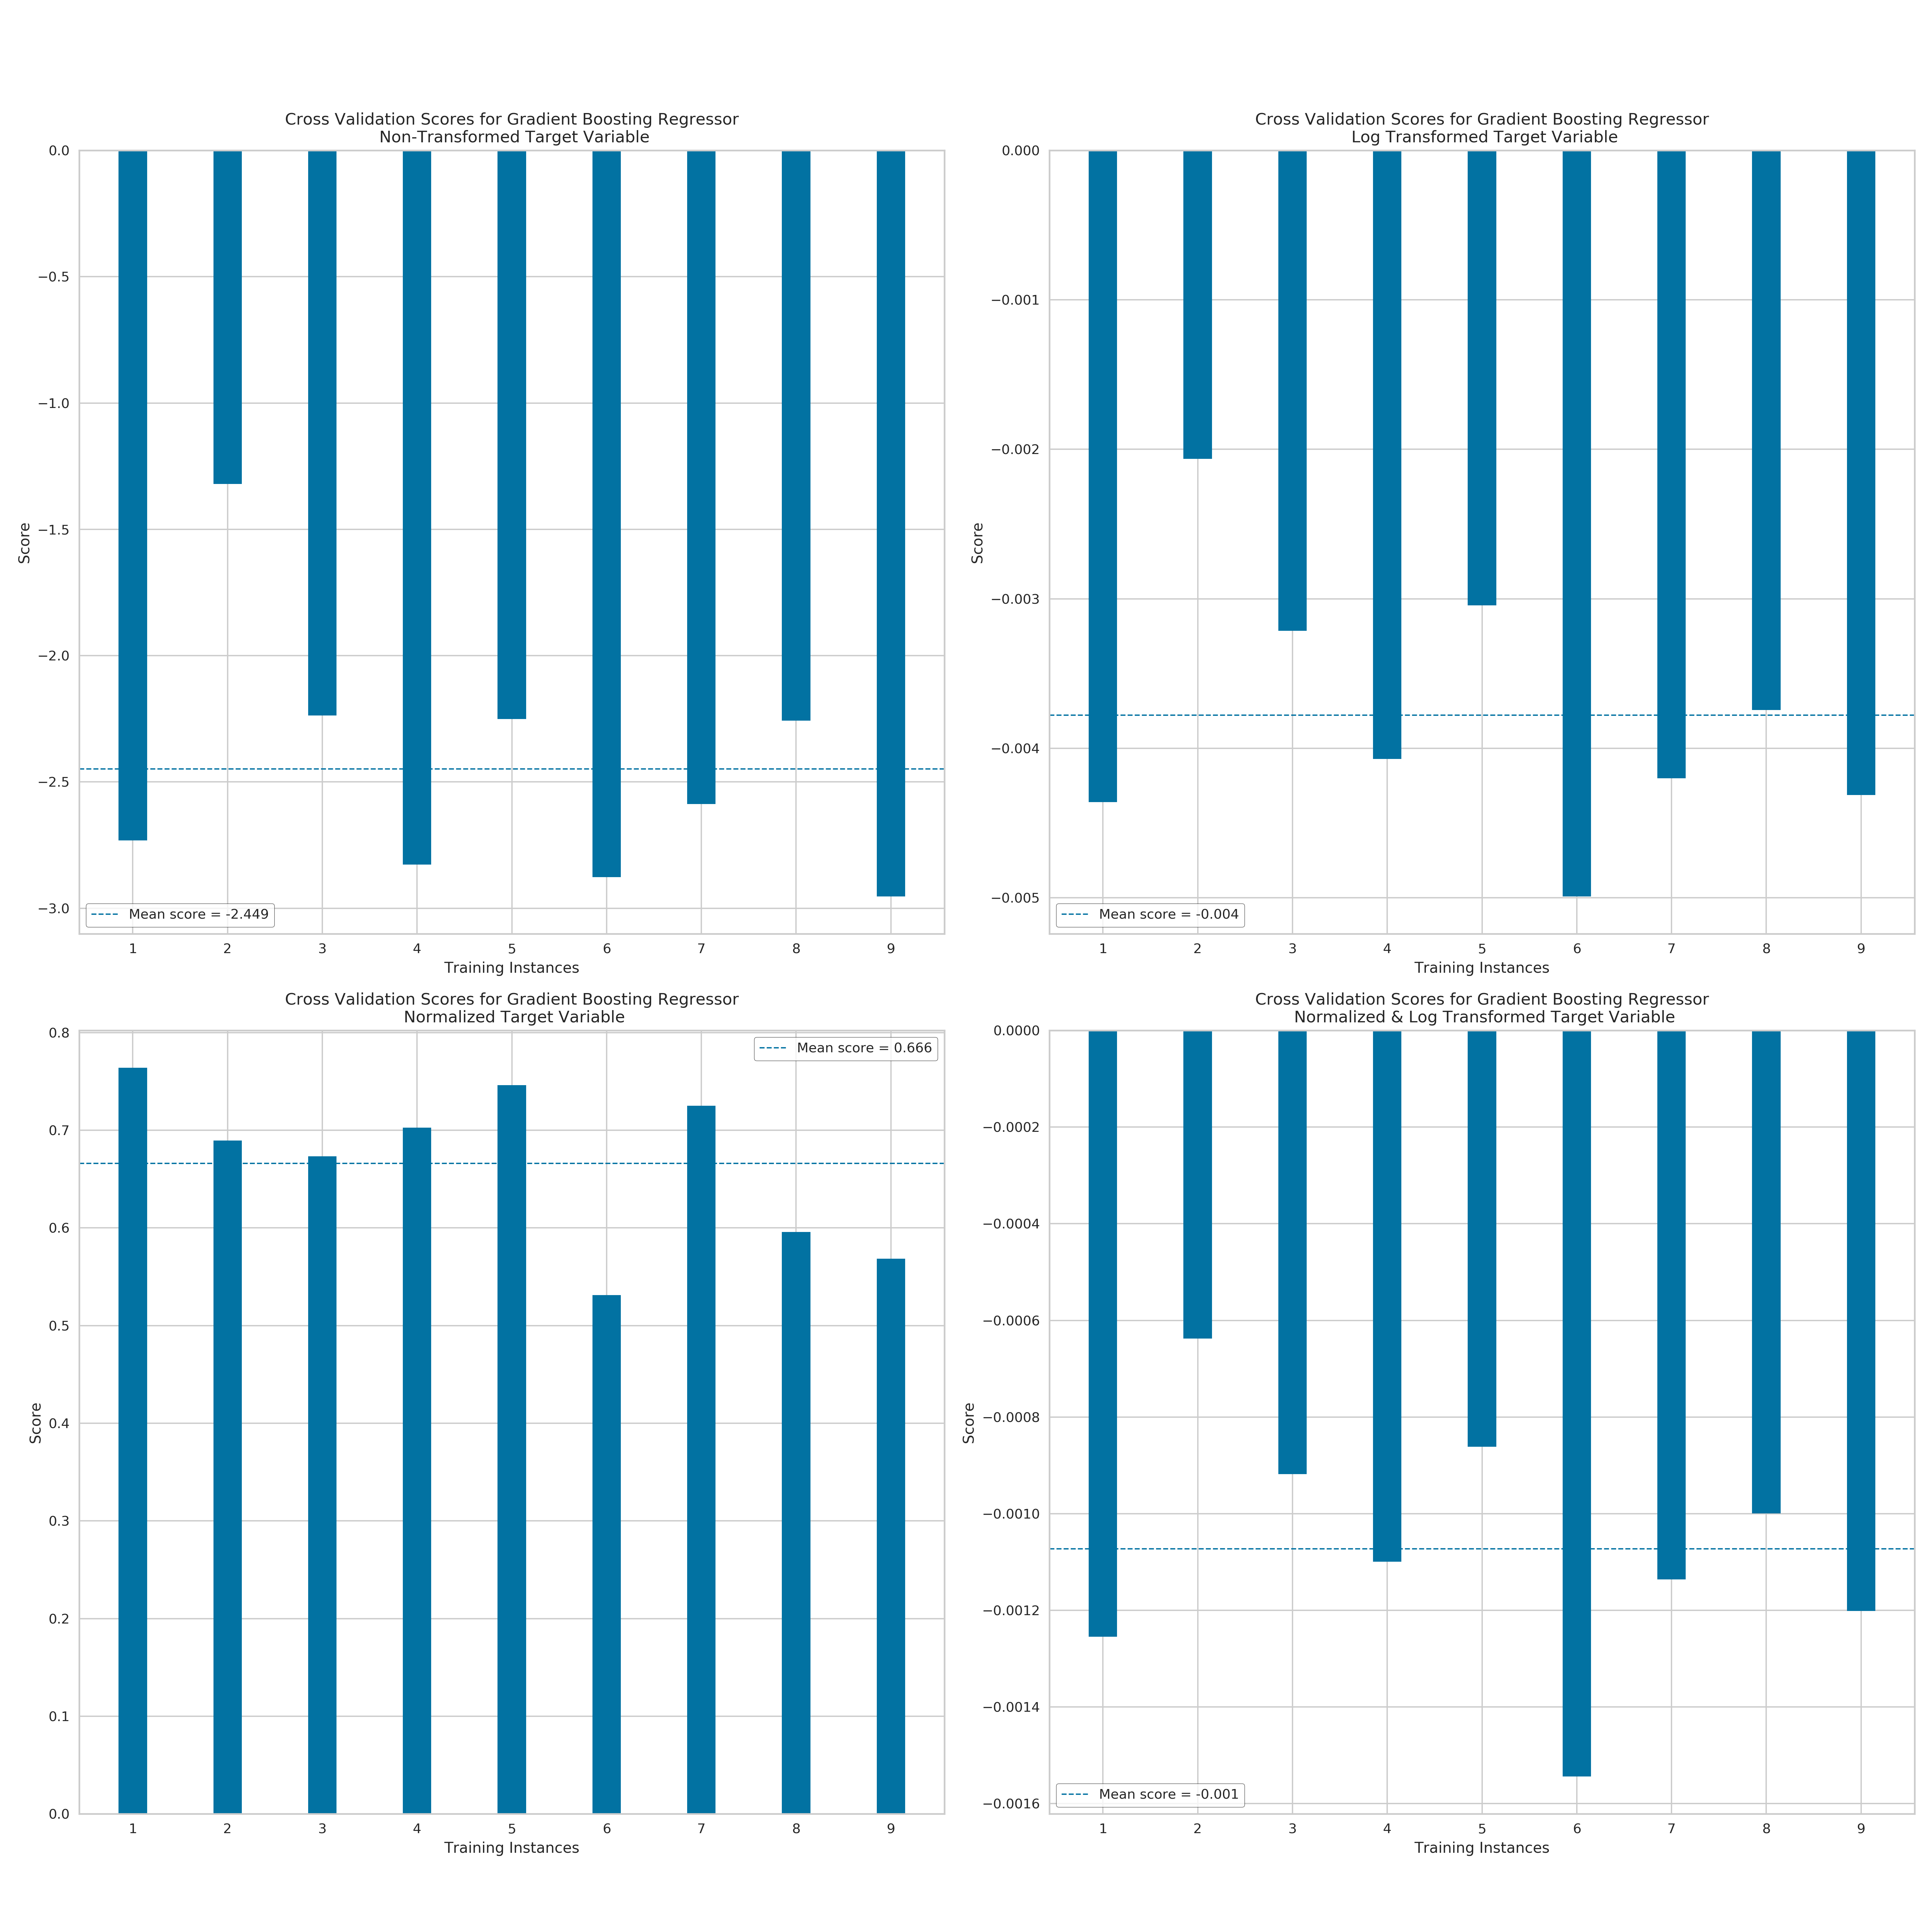 Cross Validation Scores for Gradient Boosting Regressor
Non-Transformed Target Variable
0.0
−0.5
−1.0
−1.5
−2.0
−2.5
−3.0
Score
Mean score = -2.449
1 2 3 4 5 6 7 8 9
Training Instances
Cross Validation Scores for Gradient Boosting Regressor
Log Transformed Target Variable
0.000
−0.001
−0.002
−0.003
−0.004
−0.005
Score
Mean score = -0.004
1 2 3 4 5 6 7 8 9
Training Instances
Cross Validation Scores for Gradient Boosting Regressor
Normalized Target Variable
0.8
0.7
0.6
0.5
0.4
0.3
0.2
0.1
0.0
Score
Mean score = 0.666
1 2 3 4 5 6 7 8 9
Training Instances
Cross Validation Scores for Gradient Boosting Regressor
Normalized & Log Transformed Target Variable
0.0000
−0.0002
−0.0004
−0.0006
−0.0008
−0.0010
−0.0012
−0.0014
−0.0016
Score
Mean score = -0.001
1 2 3 4 5 6 7 8 9
Training Instances